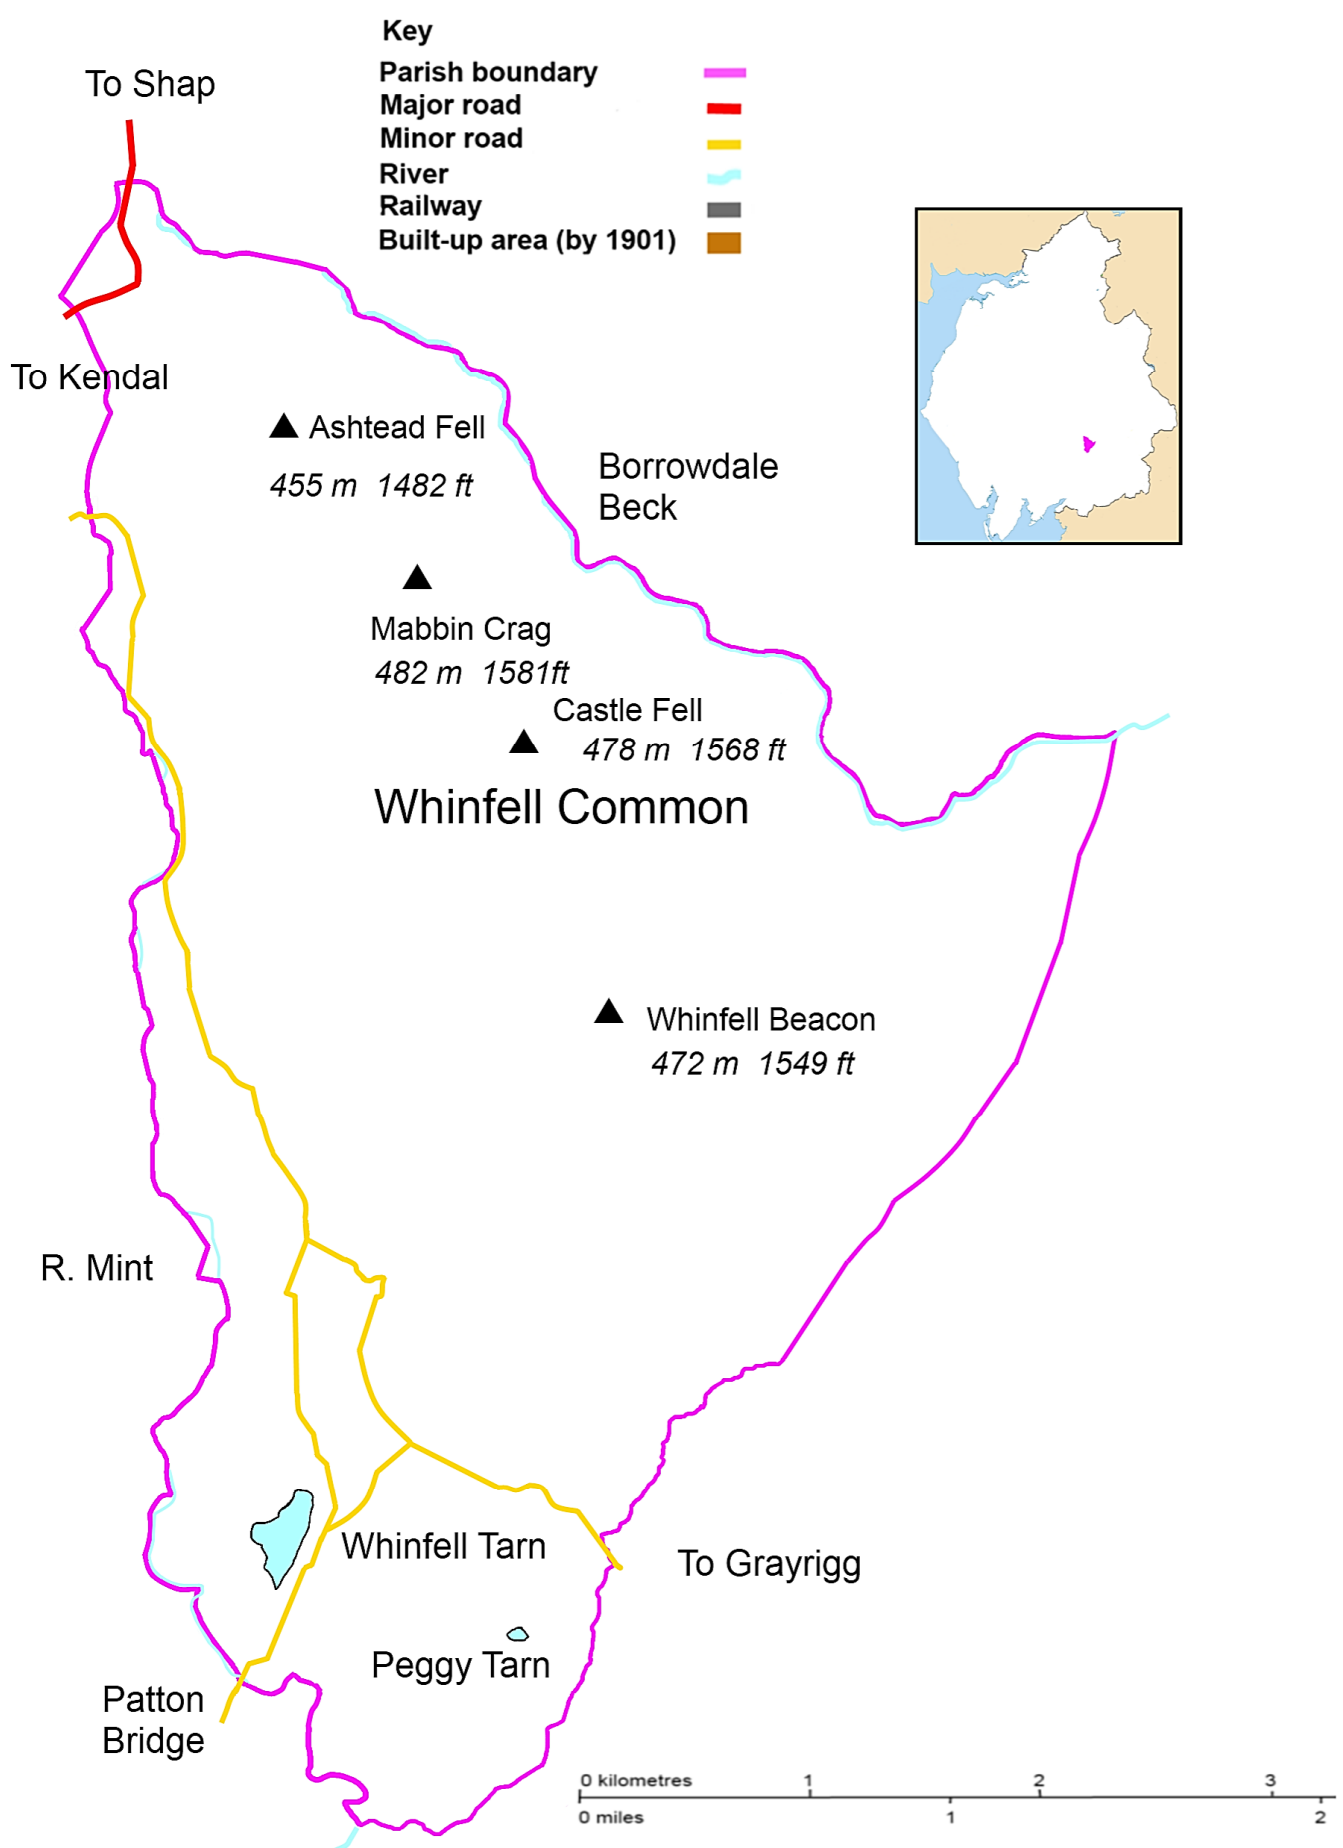 Key
To Shap
Parish boundary
Major road
Minor road
River
Railway
Built-up area (by 1901)
To Kendal
Ashtead Fell
455 m 1482 ft
Borrowdale
Beck
Mabbin Crag
482 m 1581ft
Castle Fell
478 m 1568 ft
Whinfell Common
Whinfell Beacon
472 m 1549 ft
R. Mint
Whinfell Tarn
To Grayrigg
Peggy Tarn
Patton
Bridge
0 kilometres 1 2 3
0 miles 1 2